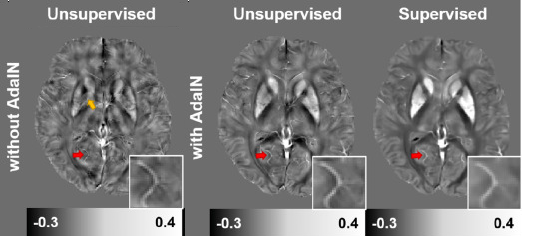 Unsupervised
Unsupervised
Supervised
without AdaIN
with AdaIN
-0.3 0.4
-0.3 0.4
-0.3 0.4